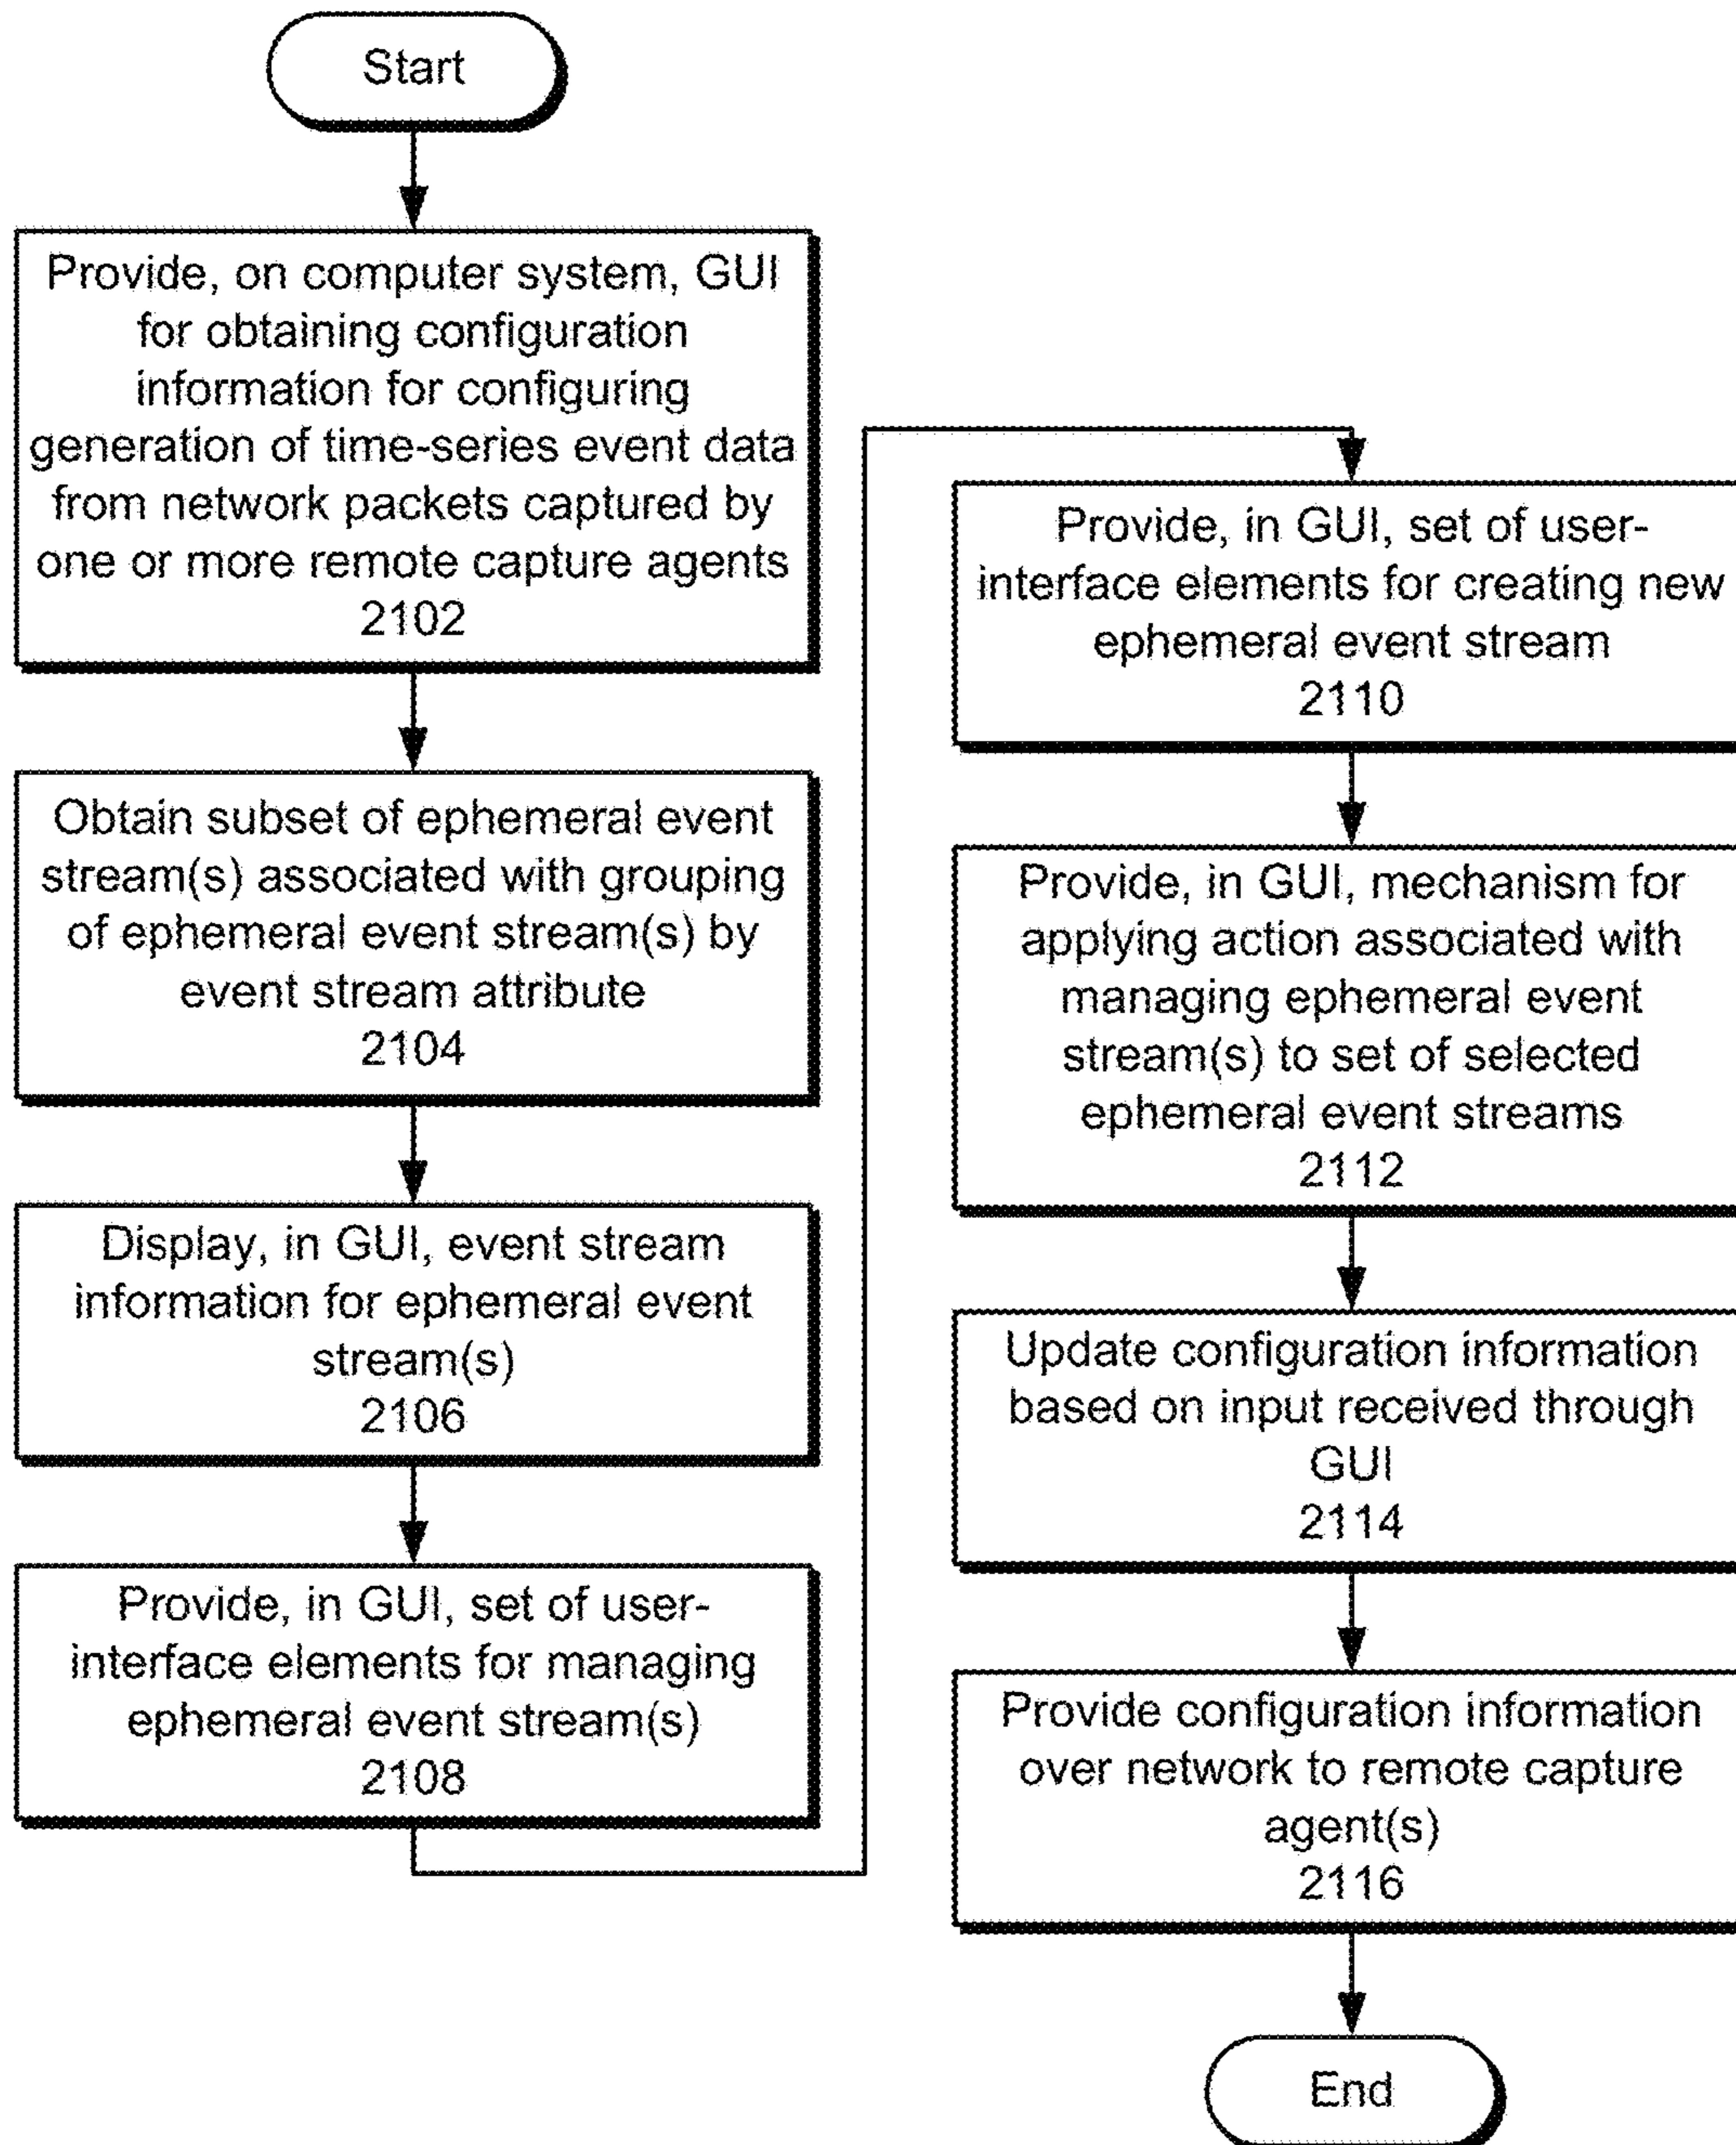 Start
Provide, on computer system, GUI
for obtaining configuration
information for configuring
generation of time-series event data
from network packets captured by
one or more remote capture agents
2102
Obtain subset of ephemeral event
stream(s) associated with grouping
of ephemeral event stream(s) by
event stream attribute
2104
Display, in GUI, event stream
information for ephemeral event
stream(s)
2106
Provide, in GUI, set of user-
interface elements for managing
ephemeral event stream(s)
2108
Provide, in GUI, set of user-
interface elements for creating new
ephemeral event stream
2110
Provide, in GUI, mechanism for
applying action associated with
managing ephemeral event
stream(s) to set of selected
ephemeral event streams
2112
Update configuration information
based on input received through
GUI
2114
Provide configuration information
over network to remote capture
agent(s)
2116
End